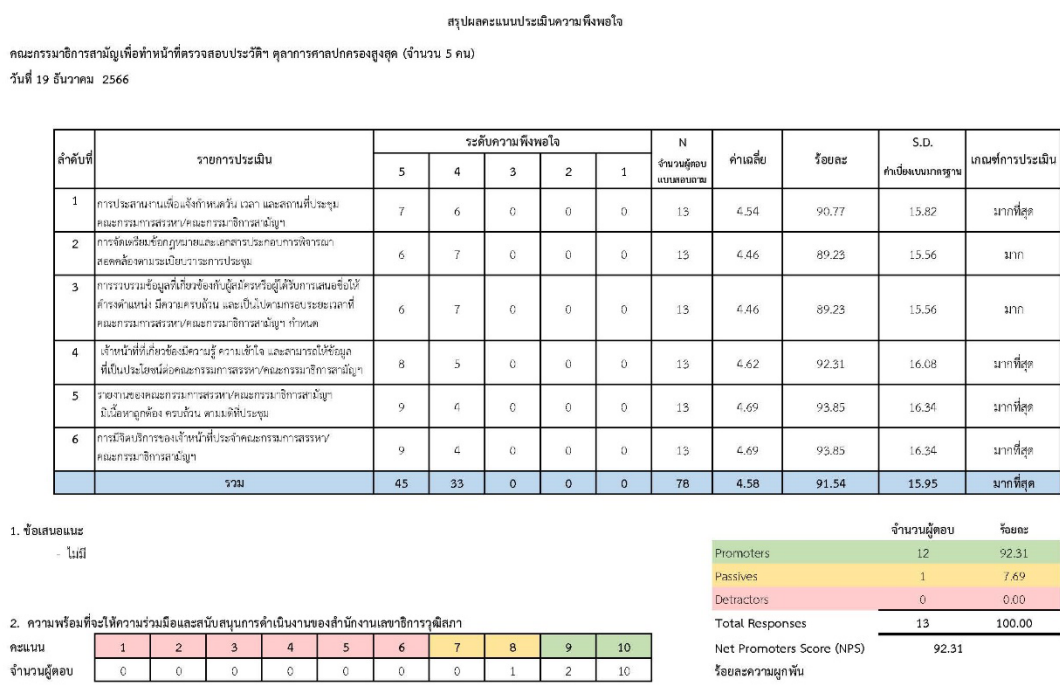 สรุปผลคะแนนประเมินความพึงพอใจ
คณะกรรมาธิการสามัญเพื่อทำหน้าที่ตรวจสอบประวัติฯ ตุลาการศาลปกครองสูงสุด (จำนวน 5 คน)
วันที่ 19 ธันวาคม 2566
ลำดับที่ รายการประเมิน ระดับความพึงพอใจ N ค่าเฉลี่ย ร้อยละ S.D. เกณฑ์การประเมิน
5 4 3 2 1 จำนวนผู้ตอบ ค่าเบี่ยงเบนมาตรฐาน
แบบสอบถาม
1 การประสานงานเพื่อแจ้งกำหนดวัน เวลา และสถานที่ประชุม
คณะกรรมการสรรหา/คณะกรรมาธิการสามัญฯ 7 6 0 0 0 13 4.54 90.77 15.82 มากที่สุด
2 การจัดเตรียมข้อกฎหมายและเอกสารประกอบการพิจารณา
สอดคล้องตามระเบียบวาระการประชุม 6 7 0 0 0 13 4.46 89.23 15.56 มาก
3 การรวบรวมข้อมูลที่เกี่ยวข้องกับผู้สมัครหรือผู้ได้รับการเสนอชื่อให้
ดำรงตำแหน่ง มีความครบถ้วน และเป็นไปตามกรอบระยะเวลาที่ 6 7 0 0 0 13 4.46 89.23 15.56 มาก
คณะกรรมการสรรหา/คณะกรรมาธิการสามัญฯ กำหนด
4 เจ้าหน้าที่ที่เกี่ยวข้องมีความรู้ ความเข้าใจ และสามารถให้ข้อมูล
ที่เป็นประโยชน์ต่อคณะกรรมการสรรหา/คณะกรรมาธิการสามัญฯ 8 5 0 0 0 13 4.62 92.31 16.08 มากที่สุด
5 รายงานของคณะกรรมการสรรหา/คณะกรรมาธิการสามัญฯ
มีเนื้อหาถูกต้อง ครบถ้วน ตามมติที่ประชุม 9 4 0 0 0 13 4.69 93.85 16.34 มากที่สุด
6 การมีจิตบริการของเจ้าหน้าที่ประจำคณะกรรมการสรรหา/
คณะกรรมาธิการสามัญฯ 9 4 0 0 0 13 4.69 93.85 16.34 มากที่สุด
รวม 45 33 0 0 0 78 4.58 91.54 15.95 มากที่สุด
1. ข้อเสนอแนะ
- ไม่มี
จำนวนผู้ตอบ ร้อยละ
Promoters 12 92.31
Passives 1 7.69
Detractors 0 0.00
Total Responses 13 100.00
Net Promoters Score (NPS) 92.31
ร้อยละความผูกพัน
2. ความพร้อมที่จะให้ความร่วมมือและสนับสนุนการดำเนินงานของสำนักงานเลขาธิการวุฒิสภา
คะแนน 1 2 3 4 5 6 7 8 9 10
จำนวนผู้ตอบ 0 0 0 0 0 0 0 1 2 10